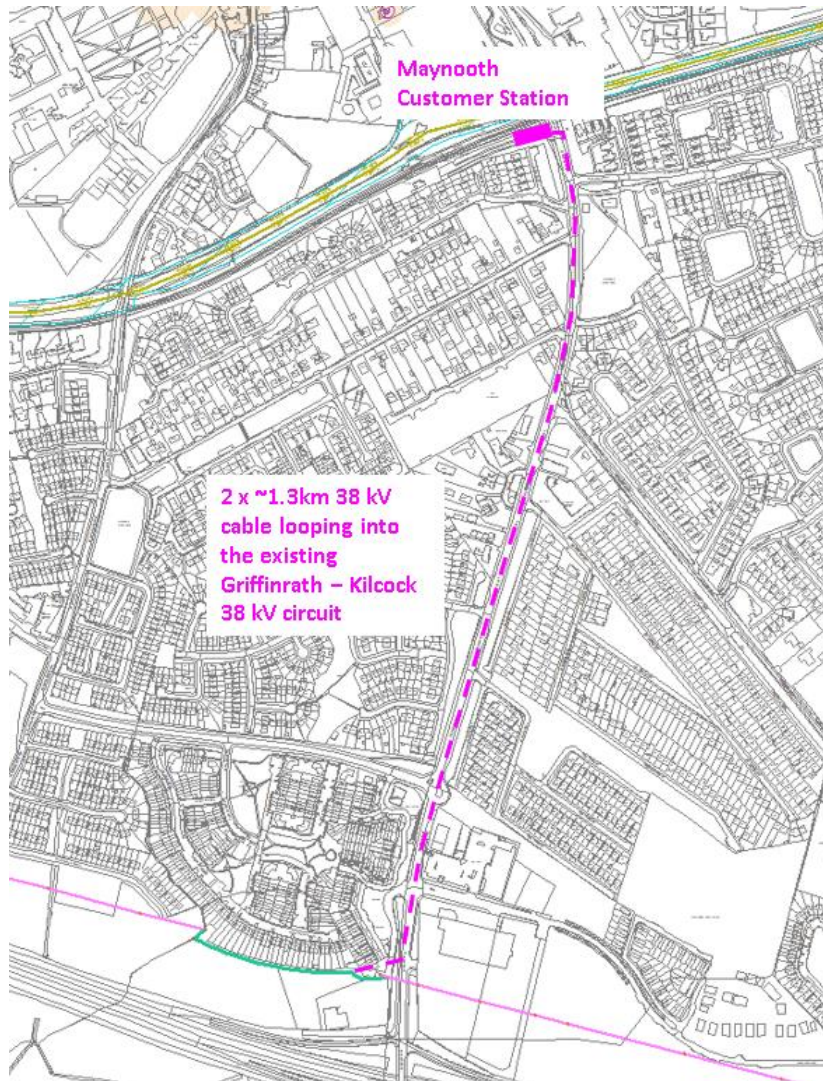 Maynooth
Customer Station
2 x ~1.3km 38 kV
cable looping into
the existing
Griffinrath – Kilcock
38 kV circuit